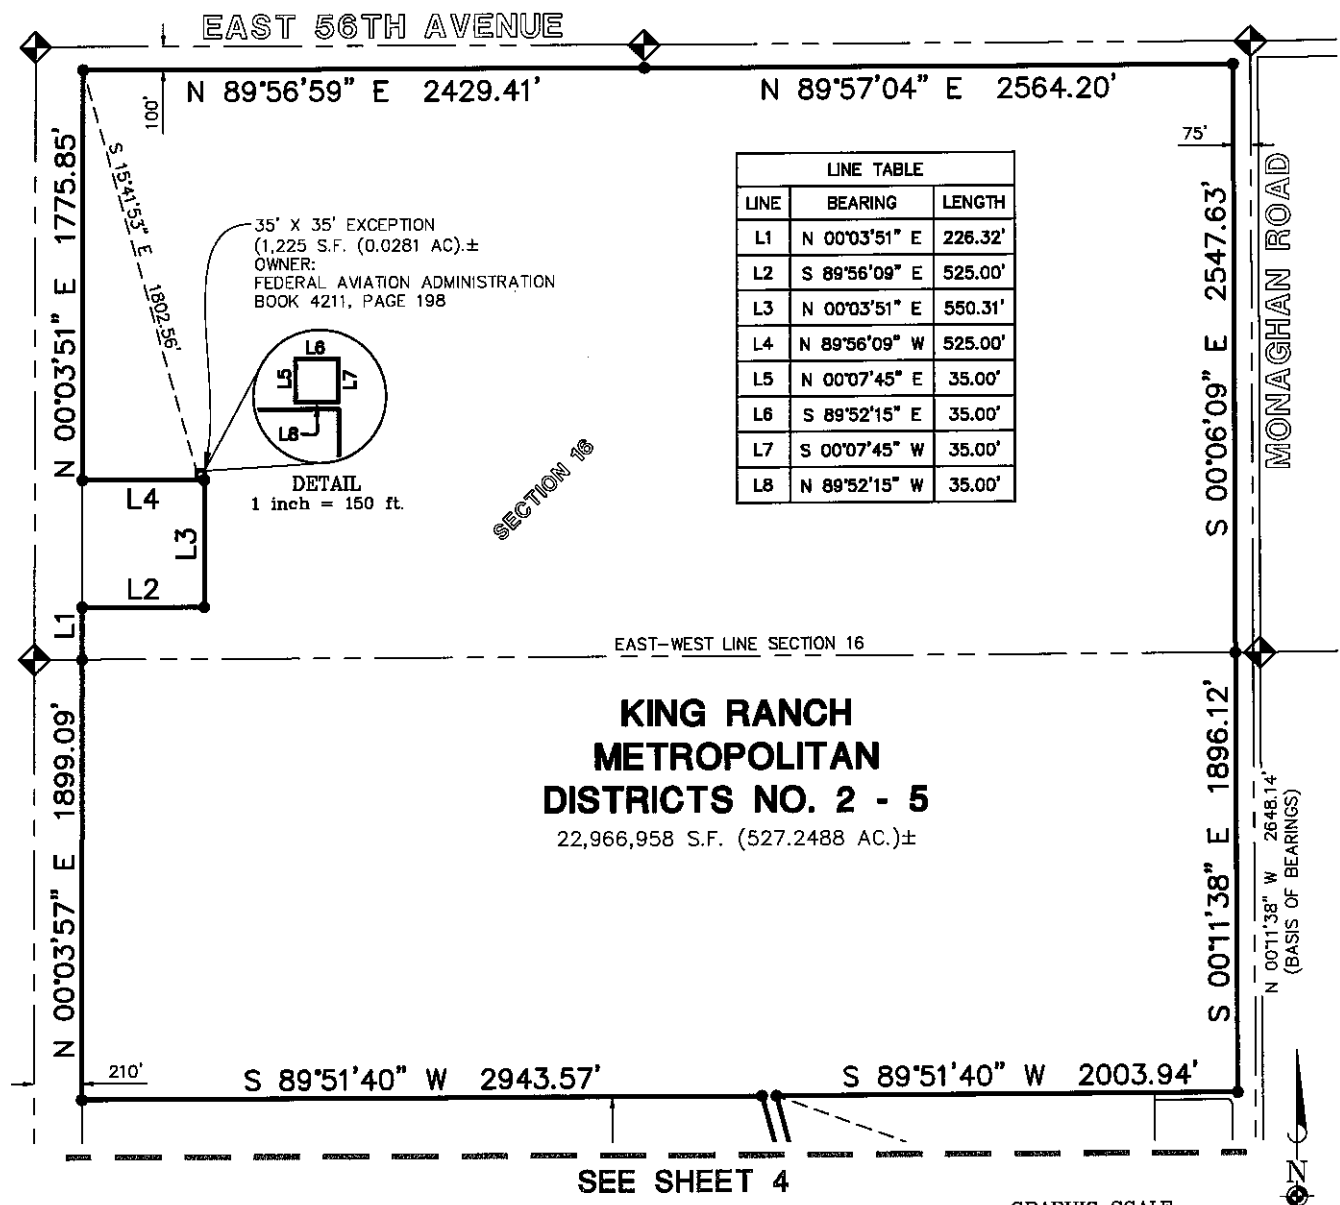 EAST 56TH AVENUE
N 89°56'59" E 2429.41'
N 89°57'04" E 2564.20'
100'
75'
N 00°03'51" E 1775.85'
S 15°41'53" E 1802.56'
35' X 35' EXCEPTION
(1,225 S.F. (0.0281 AC).±
OWNER:
FEDERAL AVIATION ADMINISTRATION
BOOK 4211, PAGE 198
L6
L5
L7
L8
DETAIL
1 inch = 150 ft.
LINE TABLE
LINE BEARING LENGTH
L1 N 00°03'51" E 226.32'
L2 S 89°56'09" E 525.00'
L3 N 00°03'51" E 550.31'
L4 N 89°56'09" W 525.00'
L5 N 00°07'45" E 35.00'
L6 S 89°52'15" E 35.00'
L7 S 00°07'45" W 35.00'
L8 N 89°52'15" W 35.00'
S 00°06'09" E 2547.63'
MONAGHAN ROAD
SECTION 16
L4
L3
L2
L1
EAST-WEST LINE SECTION 16
KING RANCH
METROPOLITAN
DISTRICTS NO. 2 - 5
22,966,958 S.F. (527.2488 AC.)±
N 00°03'57" E 1899.09'
S 00°11'38" E 1896.12'
N 00°11'38" W 2648.14'
(BASIS OF BEARINGS)
210'
S 89°51'40" W 2943.57'
S 89°51'40" W 2003.94'
SEE SHEET 4
N
GRAPHIC SCALE